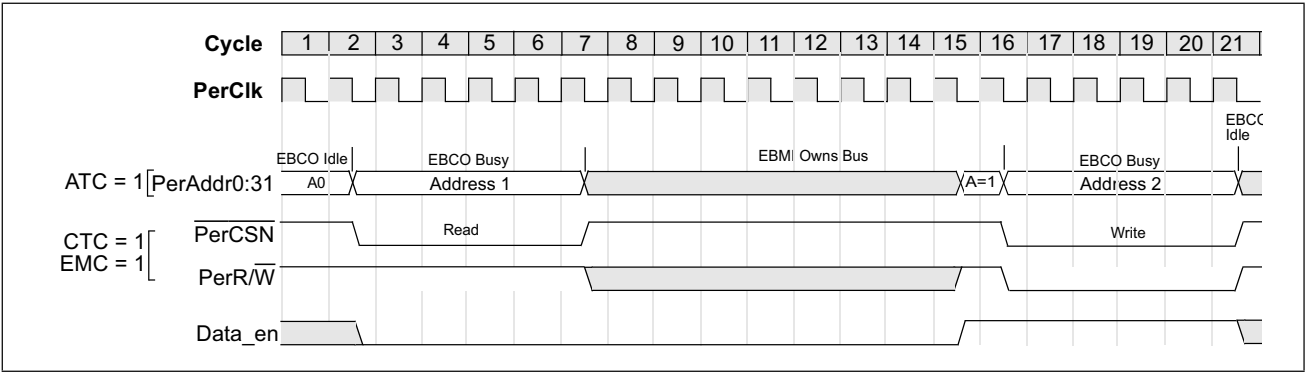 Cycle 1 2 3 4 5 6 7 8 9 10 11 12 13 14 15 16 17 18 19 20 21
PerClk
EBCO
Idle
EBCO Idle EBCO Busy EBMI Owns Bus EBCO Busy
ATC = 1 PerAddr0:31 A0 Address 1 A=1 Address 2
CTC = 1 PerCSN Read Write
EMC = 1
PerR/W
Data_en